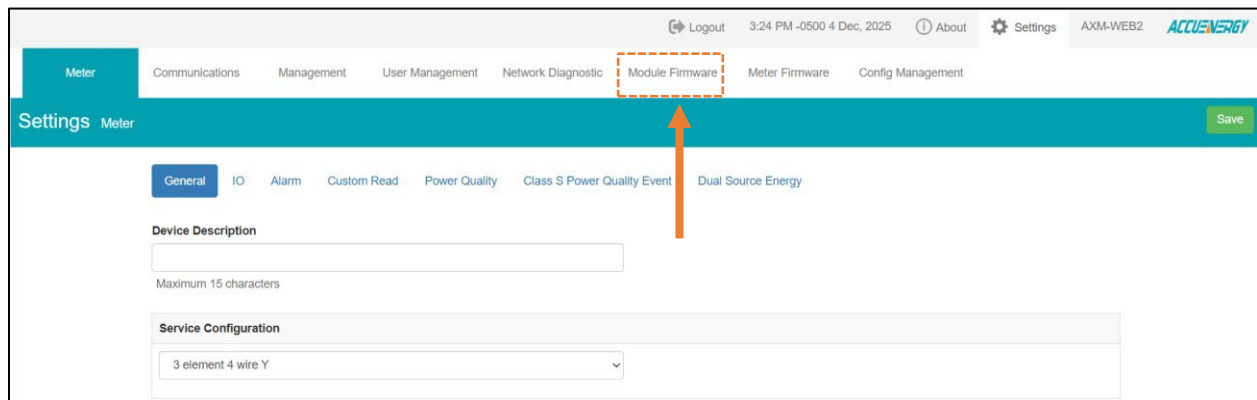 Logout 3:24 PM -0500 4 Dec, 2025 About Settings AXM-WEB2 ACCUENERGY
Meter Communications Management User Management Network Diagnostic Module Firmware Meter Firmware Config Management
Settings Meter Save
General IO Alarm Custom Read Power Quality Class S Power Quality Event Dual Source Energy
Device Description
Maximum 15 characters
Service Configuration
3 element 4 wire Y